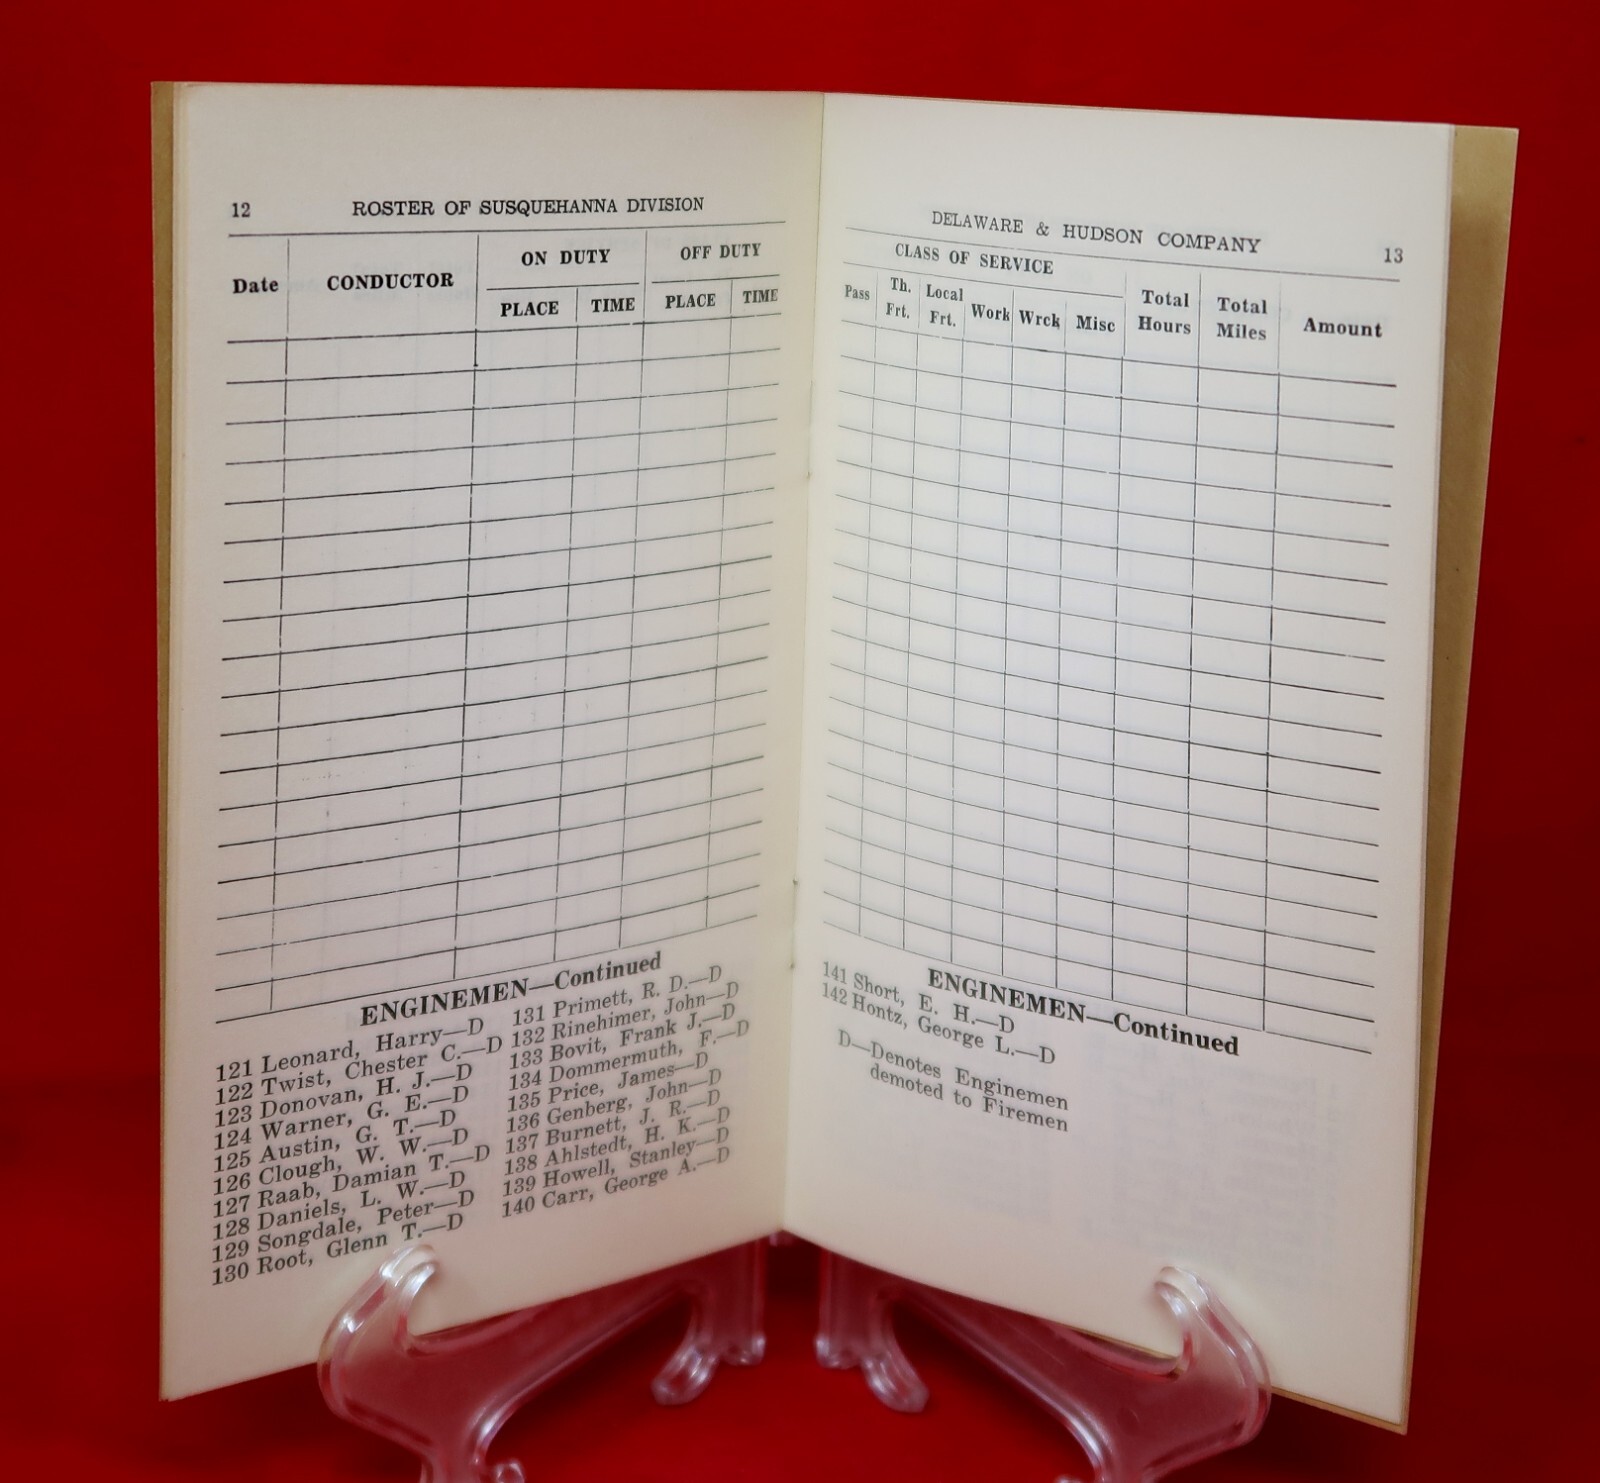 12 ROSTER OF SUSQUEHANNA DIVISION
Date CONDUCTOR ON DUTY OFF DUTY
PLACE TIME PLACE TIME
ENGINEMEN—Continued
121 Leonard, Harry—D
122 Twist, Chester C.—D
123 Donovan, H. J.—D
124 Warner, G. E.—D
125 Austin, G. T.—D
126 Clough, W. W.—D
127 Raab, Damian T.—D
128 Daniels, L. W.—D
129 Songdale, Peter—D
130 Root, Glenn T.—D
131 Primett, R. D.—D
132 Rinehimer, John—D
133 Bovit, Frank J.—D
134 Dommermuth, F.—D
135 Price, James—D
136 Genberg, John—D
137 Burnett, J. R.—D
138 Ahlstedt, H. K.—D
139 Howell, Stanley—D
140 Carr, George A.—D
DELAWARE & HUDSON COMPANY 13
CLASS OF SERVICE
Pass Th. Frt. Local Frt. Work Wrck Misc Total Hours Total Miles Amount
ENGINEMEN—Continued
141 Short, E. H.—D
142 Hontz, George L.—D
D—Denotes Enginemen
demoted to Firemen